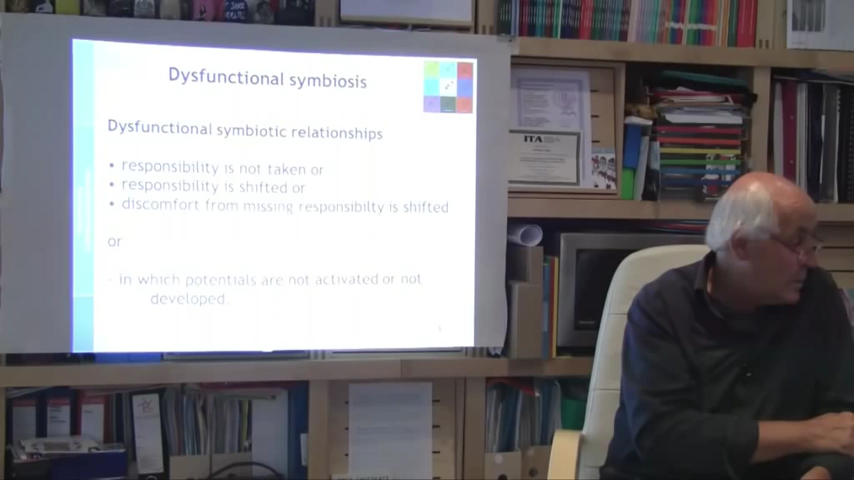 Dysfunctional symbiosis
Dysfunctional symbiotic relationships
• responsibility is not taken or
• responsibility is shifted or
• discomfort from missing responsibilty is shifted
or
- in which potentials are not activated or not
developed.
ITA